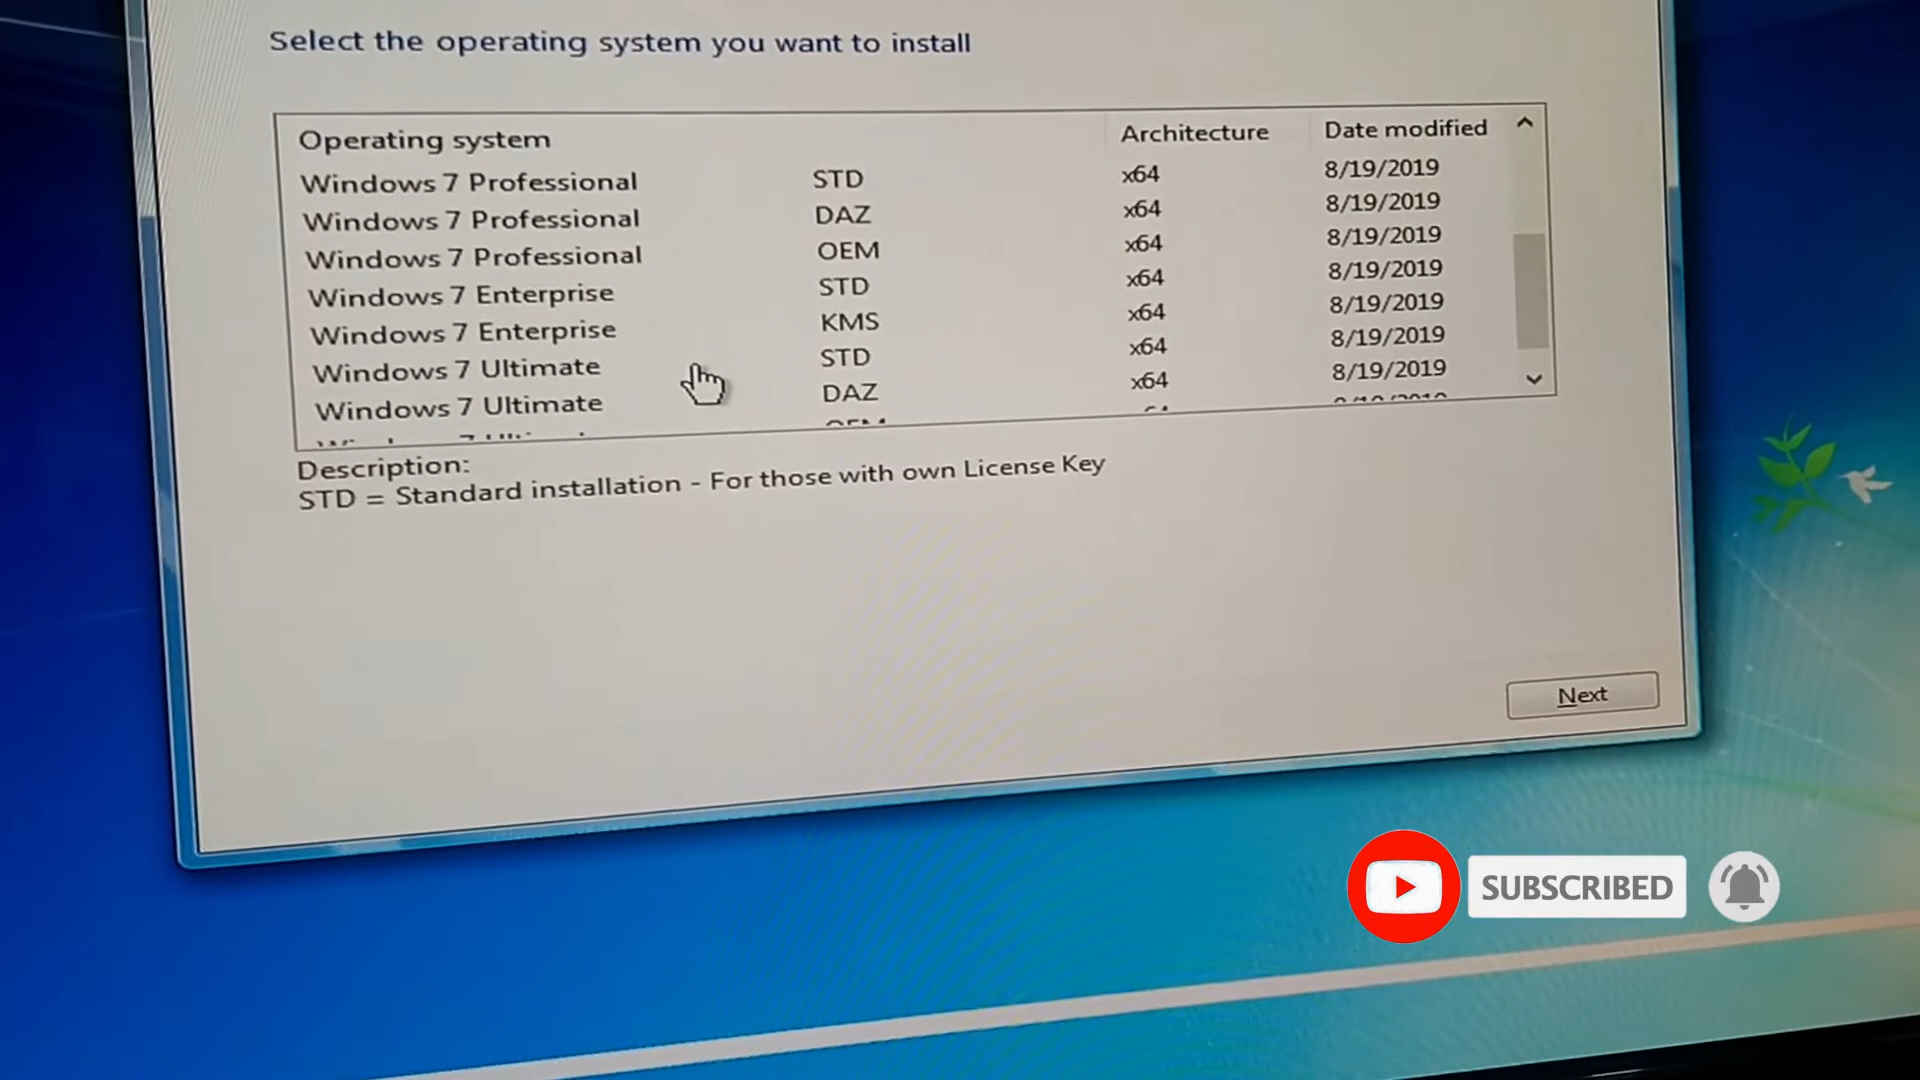 Select the operating system you want to install
Operating system Architecture Date modified
Windows 7 Professional STD x64 8/19/2019
Windows 7 Professional DAZ x64 8/19/2019
Windows 7 Professional OEM x64 8/19/2019
Windows 7 Enterprise STD x64 8/19/2019
Windows 7 Enterprise KMS x64 8/19/2019
Windows 7 Ultimate STD x64 8/19/2019
Windows 7 Ultimate DAZ x64 8/19/2019
Description:
STD = Standard installation - For those with own License Key
Next
SUBSCRIBED